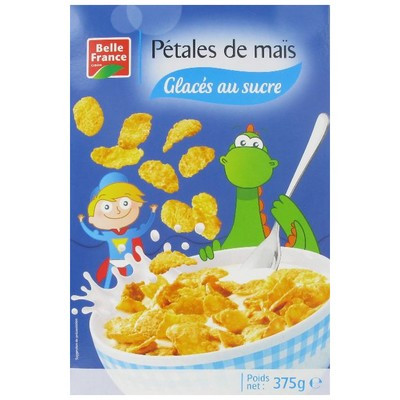 Belle
France
Pétales de maïs
Glacés au sucre
Poids
net: 375g e